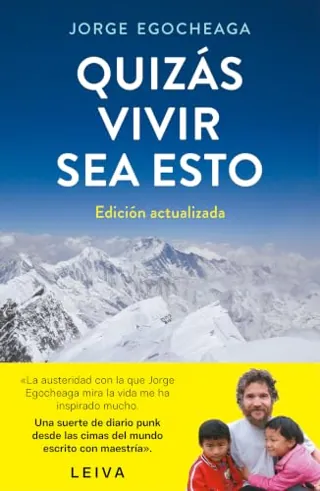 JORGE EGOCHEAGA
QUIZÁS
VIVIR
SEA ESTO
Edición actualizada
«La austeridad con la que Jorge
Egocheaga mira la vida me ha
inspirado mucho.
Una suerte de diario punk
desde las cimas del mundo
escrito con maestría».
LEIVA